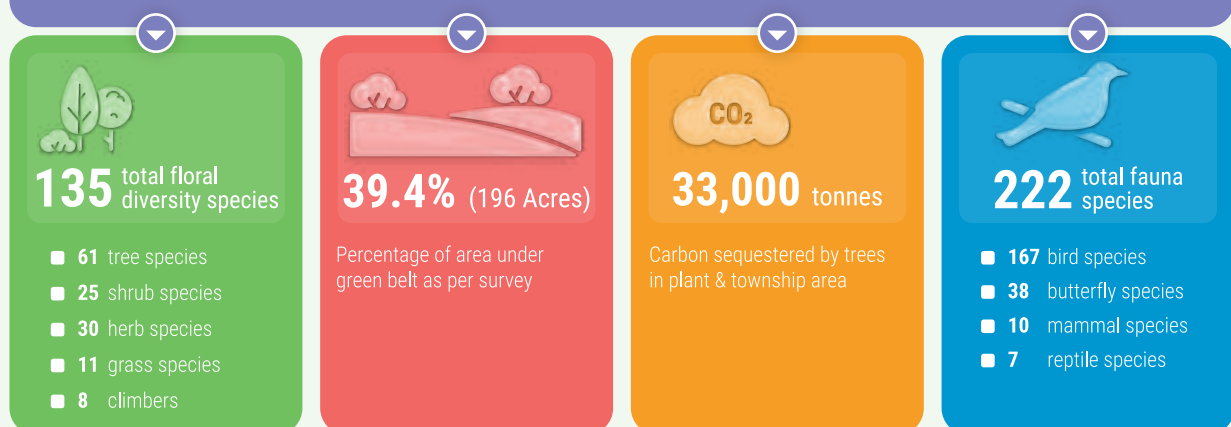 135 total floral
diversity species
61 tree species
25 shrub species
30 herb species
11 grass species
8 climbers
39.4% (196 Acres)
Percentage of area under
green belt as per survey
CO₂
33,000 tonnes
Carbon sequestered by trees
in plant & township area
222 total fauna
species
167 bird species
38 butterfly species
10 mammal species
7 reptile species